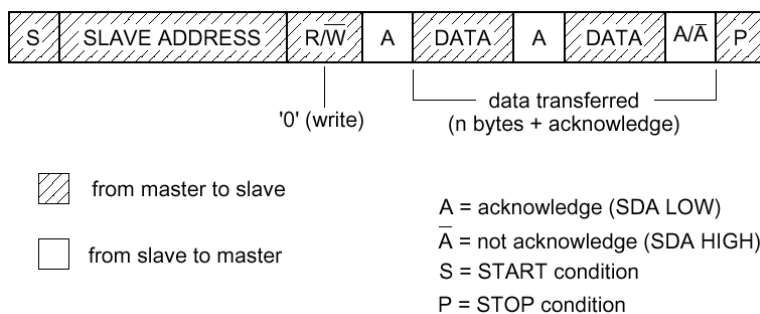 S SLAVE ADDRESS R/W̅ A DATA A DATA A/A̅ P
'0' (write)
data transferred
(n bytes + acknowledge)
from master to slave
from slave to master
A = acknowledge (SDA LOW)
A̅ = not acknowledge (SDA HIGH)
S = START condition
P = STOP condition